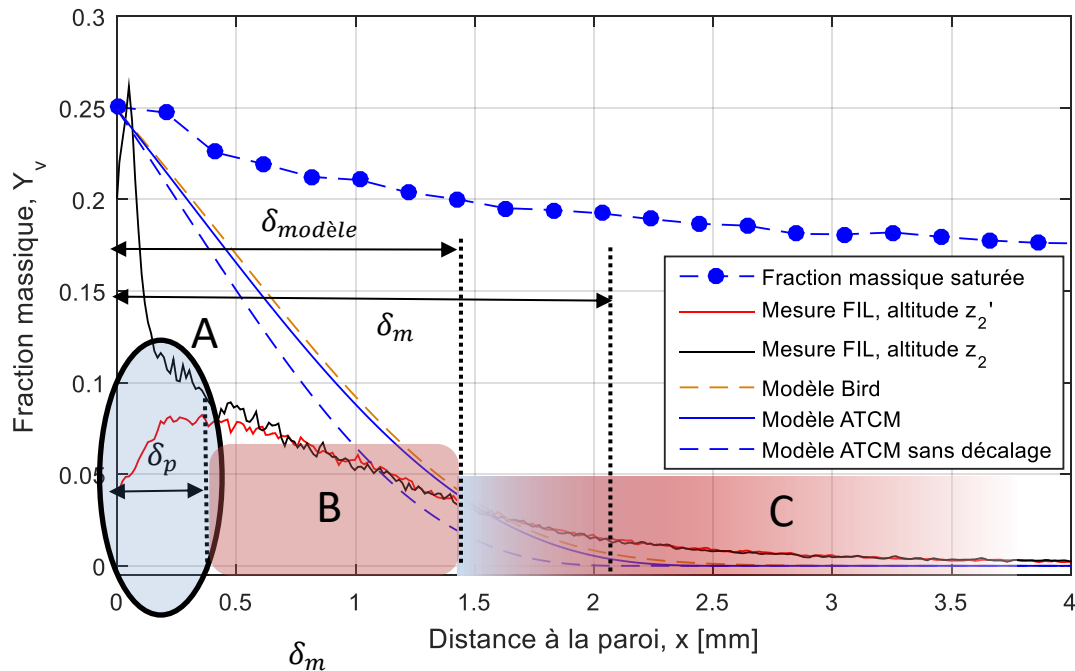 0.3
0.25
0.2
0.15
0.1
0.05
0
Fraction massique, Y_v
δ_modèle
δ_m
A
δ_p
B
C
Fraction massique saturée
Mesure FIL, altitude z_2'
Mesure FIL, altitude z_2
Modèle Bird
Modèle ATCM
Modèle ATCM sans décalage
0 0.5 1 1.5 2 2.5 3 3.5 4
Distance à la paroi, x [mm]
δ_m